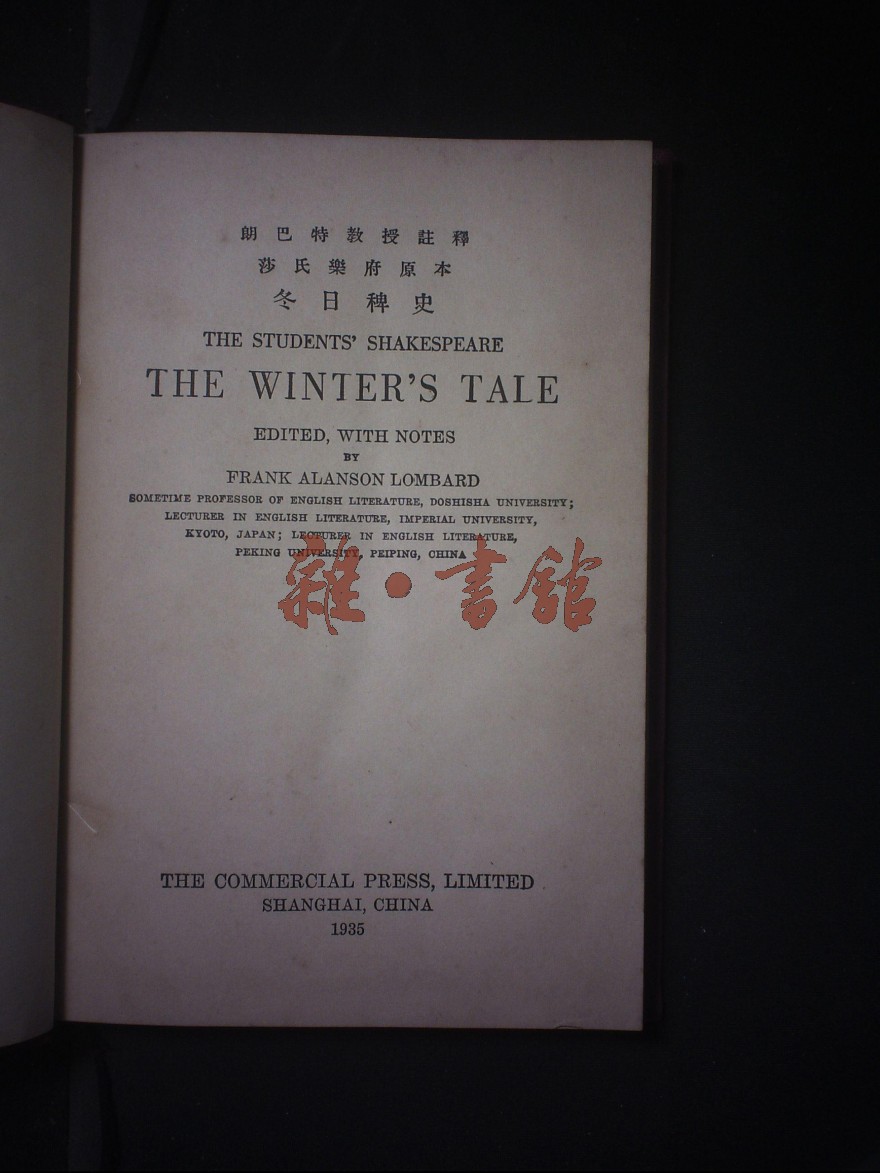 朗巴特教授註釋
莎氏樂府原本
冬日稗史
THE STUDENTS' SHAKESPEARE
THE WINTER'S TALE
EDITED, WITH NOTES
BY
FRANK ALANSON LOMBARD
SOMETIME PROFESSOR OF ENGLISH LITERATURE, DOSHISHA UNIVERSITY;
LECTURER IN ENGLISH LITERATURE, IMPERIAL UNIVERSITY,
KYOTO, JAPAN; LECTURER IN ENGLISH LITERATURE,
PEKING UNIVERSITY, PEIPING, CHINA
雜·書館
THE COMMERCIAL PRESS, LIMITED
SHANGHAI, CHINA
1935